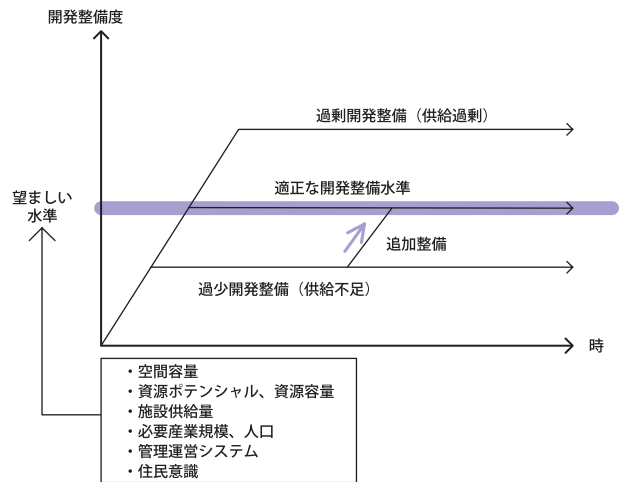 開発整備度
過剰開発整備（供給過剰）
適正な開発整備水準
望ましい
水準
追加整備
過少開発整備（供給不足）
時
・空間容量
・資源ポテンシャル、資源容量
・施設供給量
・必要産業規模、人口
・管理運営システム
・住民意識